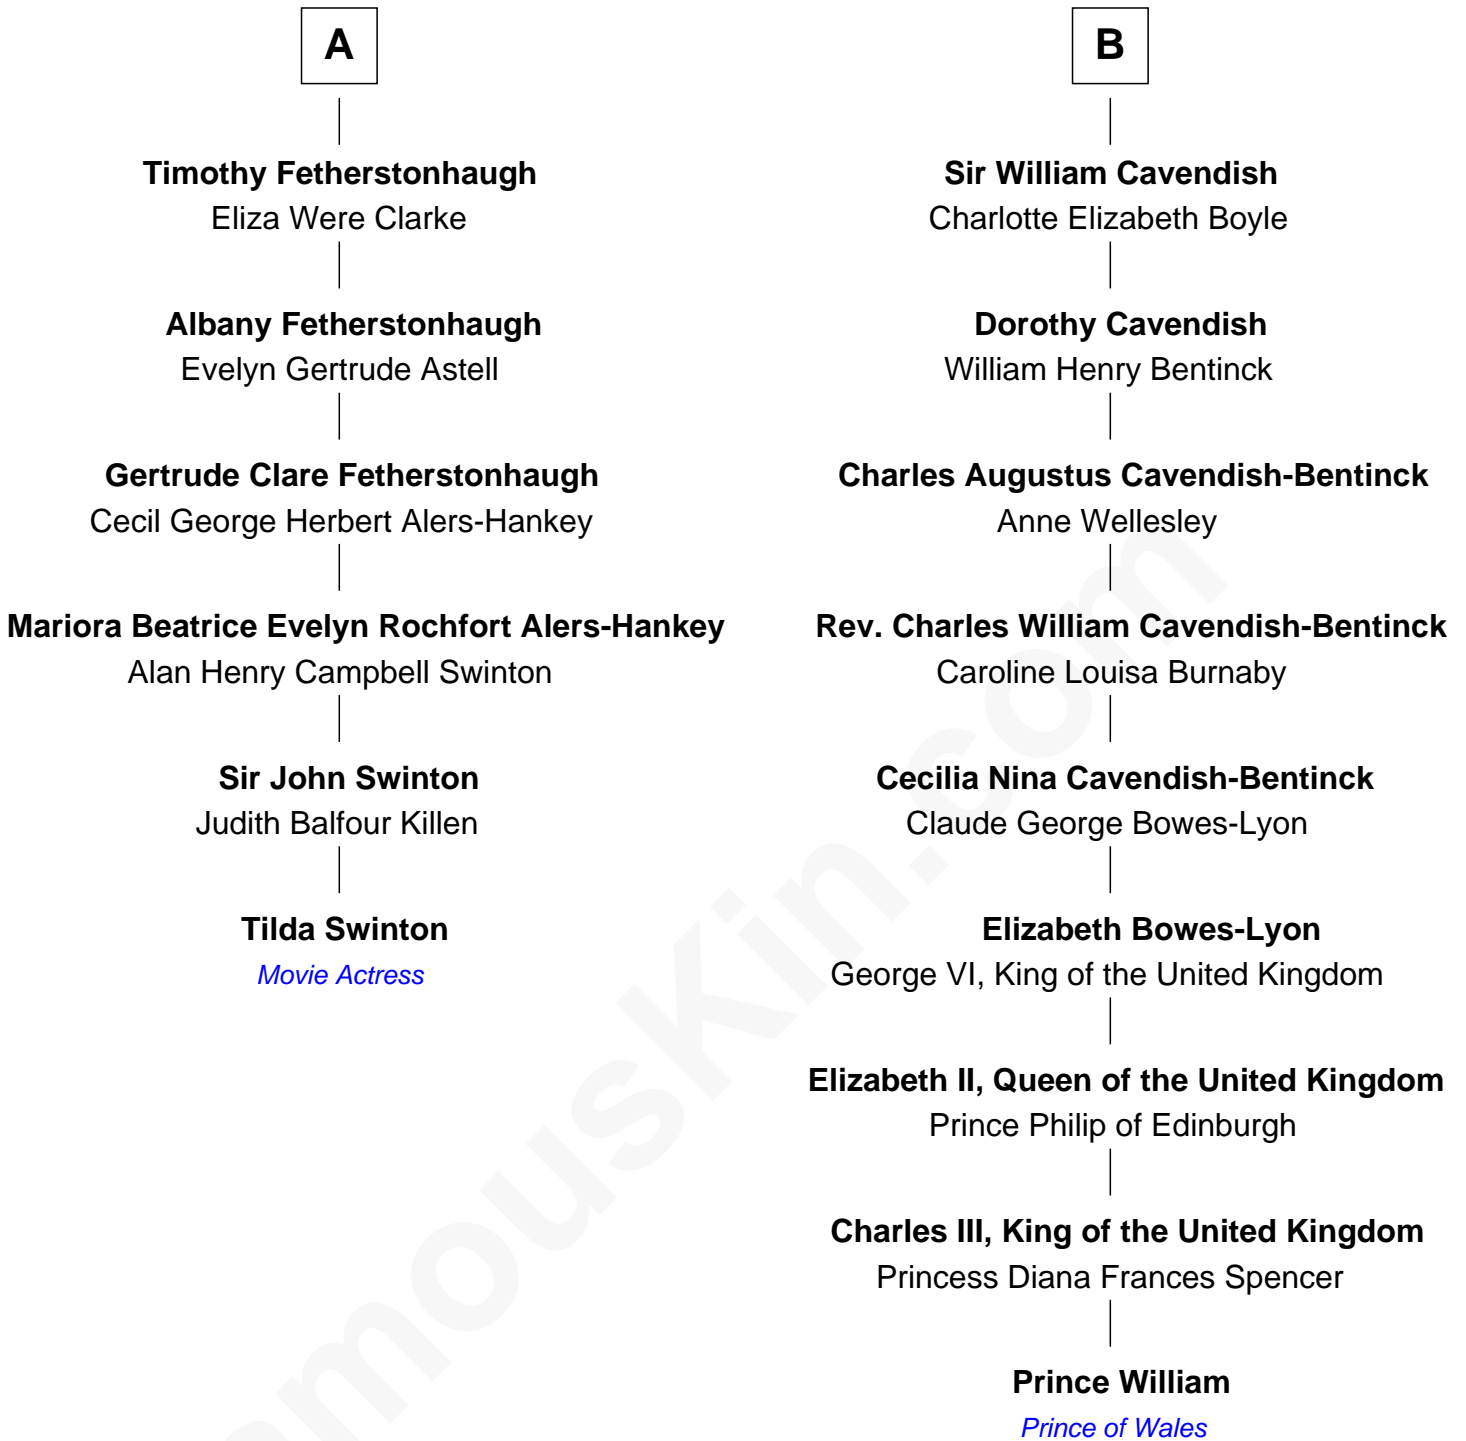 A
Timothy Fetherstonhaugh
Eliza Were Clarke
Albany Fetherstonhaugh
Evelyn Gertrude Astell
Gertrude Clare Fetherstonhaugh
Cecil George Herbert Alers-Hankey
Mariora Beatrice Evelyn Rochfort Alers-Hankey
Alan Henry Campbell Swinton
Sir John Swinton
Judith Balfour Killen
Tilda Swinton
Movie Actress
B
Sir William Cavendish
Charlotte Elizabeth Boyle
Dorothy Cavendish
William Henry Bentinck
Charles Augustus Cavendish-Bentinck
Anne Wellesley
Rev. Charles William Cavendish-Bentinck
Caroline Louisa Burnaby
Cecilia Nina Cavendish-Bentinck
Claude George Bowes-Lyon
Elizabeth Bowes-Lyon
George VI, King of the United Kingdom
Elizabeth II, Queen of the United Kingdom
Prince Philip of Edinburgh
Charles III, King of the United Kingdom
Princess Diana Frances Spencer
Prince William
Prince of Wales